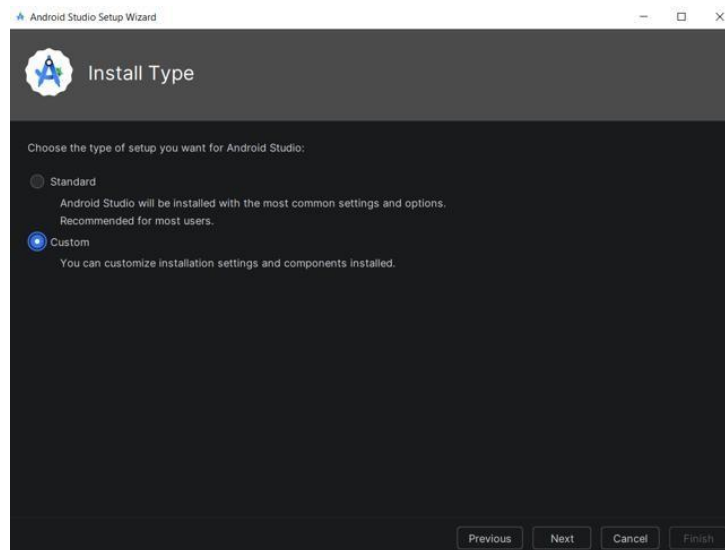 Android Studio Setup Wizard
Install Type
Choose the type of setup you want for Android Studio:
Standard
Android Studio will be installed with the most common settings and options.
Recommended for most users.
Custom
You can customize installation settings and components installed.
Previous Next Cancel Finish